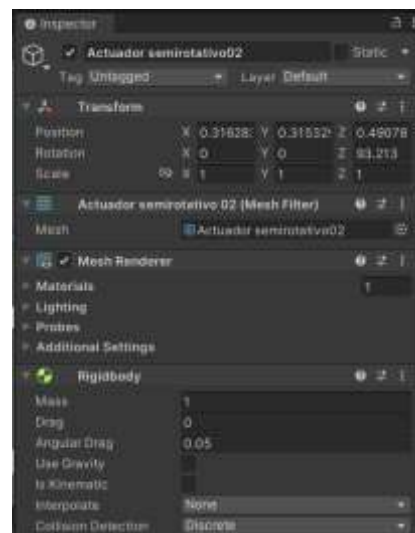 Inspector
Actuador semirotativo02 Static
Tag Untagged Layer Default
Transform
Position X 0.31628 Y 0.31532 Z 0.49078
Rotation X 0 Y 0 Z 93.213
Scale X 1 Y 1 Z 1
Actuador semirotativo 02 (Mesh Filter)
Mesh Actuador semirotativo02
Mesh Renderer
Materials 1
Lighting
Probes
Additional Settings
Rigidbody
Mass 1
Drag 0
Angular Drag 0.05
Use Gravity
Is Kinematic
Interpolate None
Collision Detection Discrete